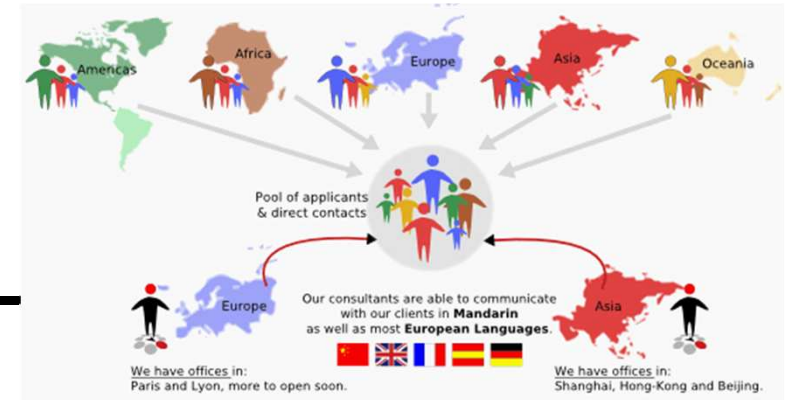 Americas
Africa
Europe
Asia
Oceania
Pool of applicants
& direct contacts
Europe
Our consultants are able to communicate
with our clients in Mandarin
as well as most European Languages.
Asia
We have offices in:
Paris and Lyon, more to open soon.
We have offices in:
Shanghai, Hong-Kong and Beijing.